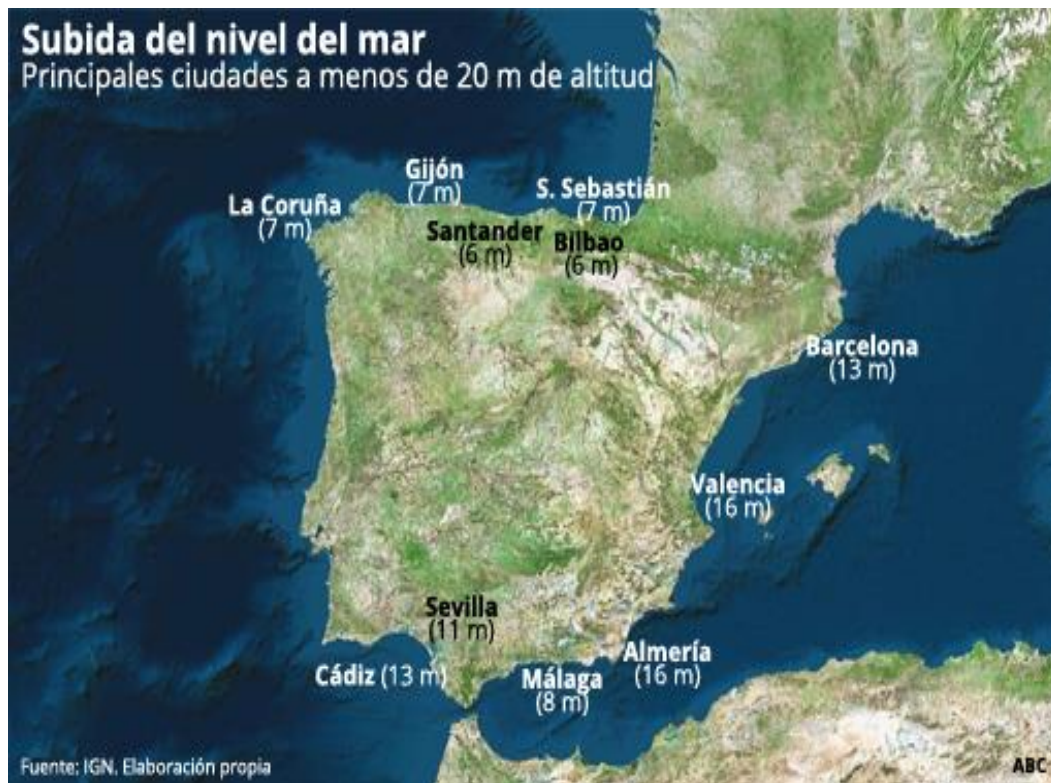 Subida del nivel del mar
Principales ciudades a menos de 20 m de altitud
Gijón
(7 m)
S. Sebastián
(7 m)
La Coruña
(7 m)
Santander
(6 m)
Bilbao
(6 m)
Barcelona
(13 m)
Valencia
(16 m)
Sevilla
(11 m)
Almería
(16 m)
Cádiz (13 m)
Málaga
(8 m)
Fuente: IGN. Elaboración propia
ABC